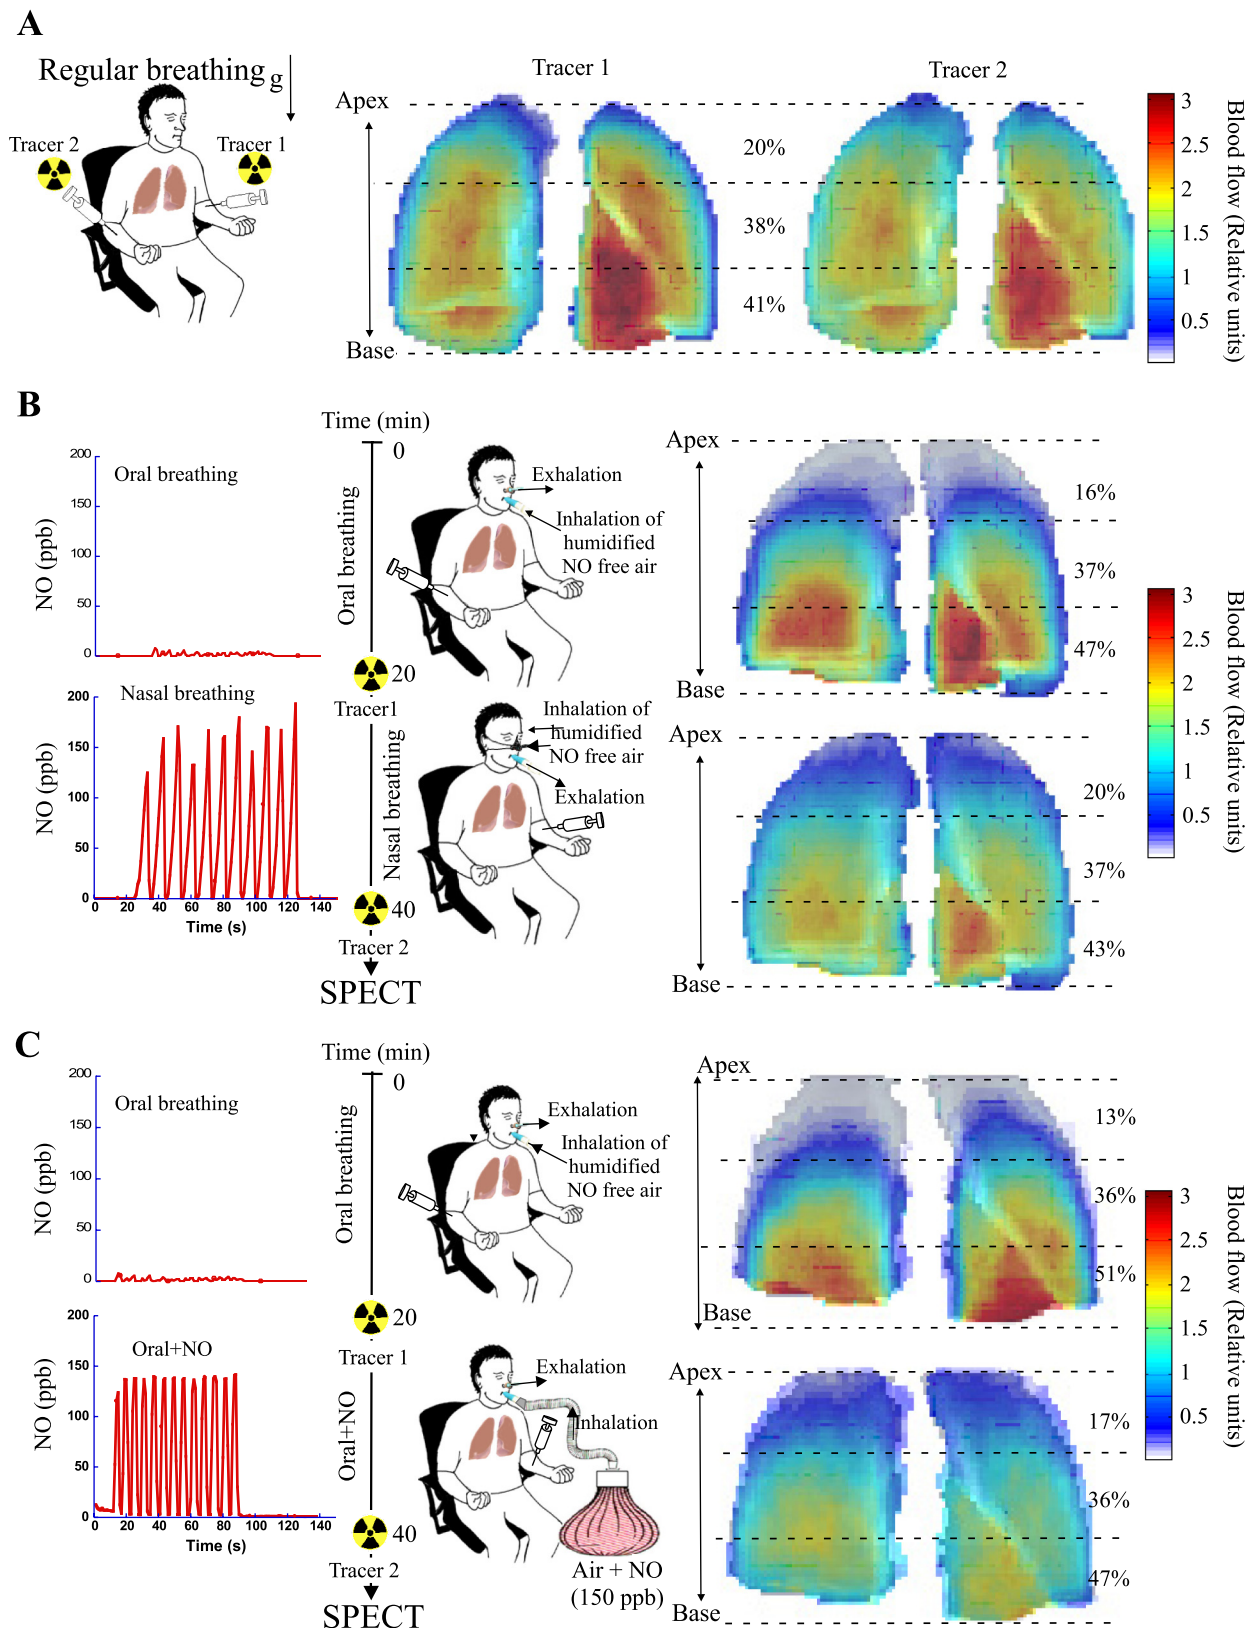 A
Regular breathing
g
Tracer 2
Tracer 1
Tracer 1
Tracer 2
Apex
20%
38%
41%
Base
3
2.5
2
1.5
1
0.5
Blood flow (Relative units)
B
200
150
100
50
0
NO (ppb)
Oral breathing
200
150
100
50
0
NO (ppb)
Nasal breathing
0 20 40 60 80 100 120 140
Time (s)
Time (min)
0
Oral breathing
20
Tracer1
Nasal breathing
40
Tracer 2
SPECT
Exhalation
Inhalation of
humidified
NO free air
Inhalation of
humidified
NO free air
Exhalation
Apex
16%
37%
47%
Base
Apex
20%
37%
43%
Base
3
2.5
2
1.5
1
0.5
Blood flow (Relative units)
C
200
150
100
50
0
NO (ppb)
Oral breathing
200
150
100
50
0
NO (ppb)
Oral+NO
0 20 40 60 80 100 120 140
Time (s)
Time (min)
0
Oral breathing
20
Tracer 1
Oral+NO
40
Tracer 2
SPECT
Exhalation
Inhalation of
humidified
NO free air
Exhalation
Inhalation
Air + NO
(150 ppb)
Apex
13%
36%
51%
Base
Apex
17%
36%
47%
Base
3
2.5
2
1.5
1
0.5
Blood flow (Relative units)